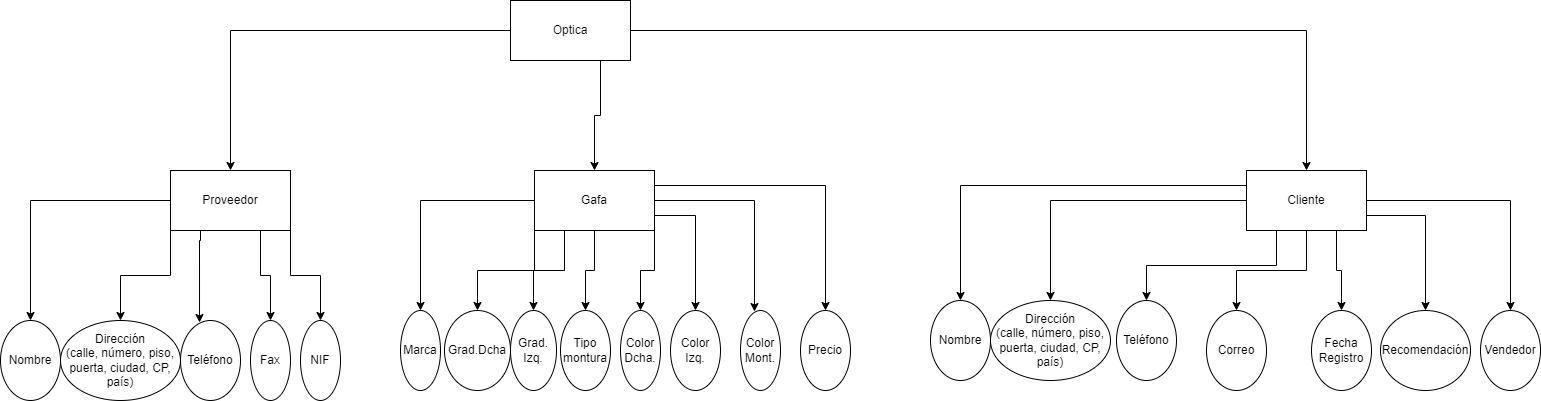 Optica
Proveedor
Gafa
Cliente
Nombre
Dirección
(calle, número, piso,
puerta, ciudad, CP,
país)
Teléfono
Fax
NIF
Marca
Grad.Dcha
Grad.
Izq.
Tipo
montura
Color
Dcha.
Color
Izq.
Color
Mont.
Precio
Nombre
Dirección
(calle, número, piso,
puerta, ciudad, CP,
país)
Teléfono
Correo
Fecha
Registro
Recomendación
Vendedor